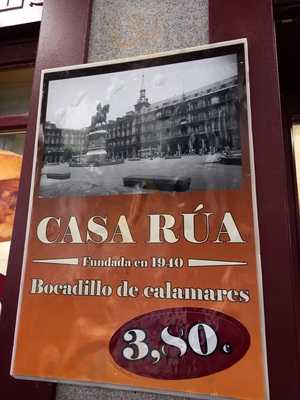 CASA RÚA
Fundada en 1940
Bocadillo de calamares
3,80€